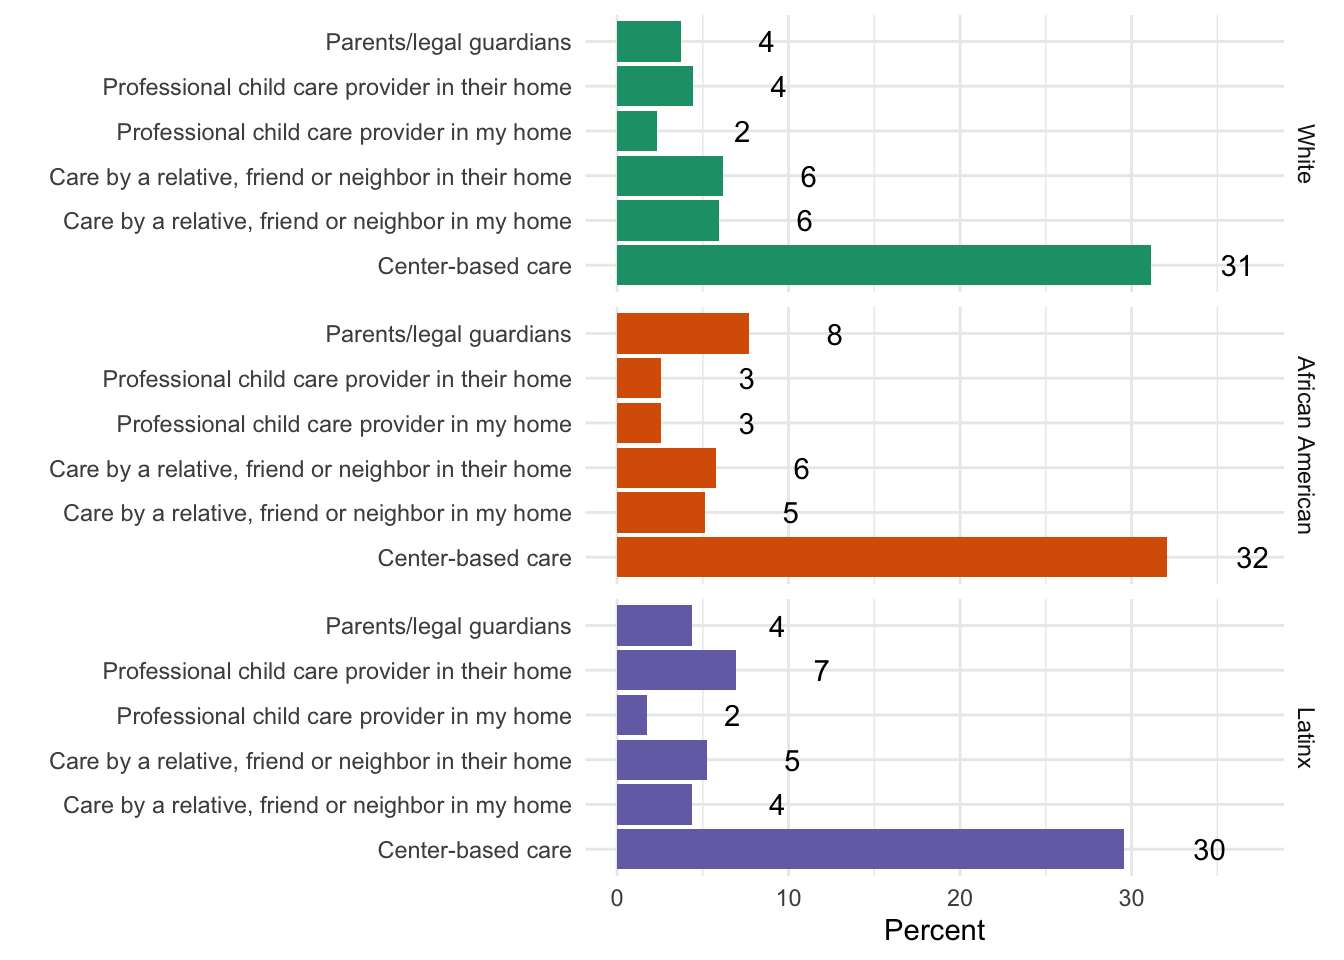 Parents/legal guardians 4
Professional child care provider in their home 4
Professional child care provider in my home 2
Care by a relative, friend or neighbor in their home 6
Care by a relative, friend or neighbor in my home 6
Center-based care 31
White
Parents/legal guardians 8
Professional child care provider in their home 3
Professional child care provider in my home 3
Care by a relative, friend or neighbor in their home 6
Care by a relative, friend or neighbor in my home 5
Center-based care 32
African American
Parents/legal guardians 4
Professional child care provider in their home 7
Professional child care provider in my home 2
Care by a relative, friend or neighbor in their home 5
Care by a relative, friend or neighbor in my home 4
Center-based care 30
Latinx
0 10 20 30
Percent